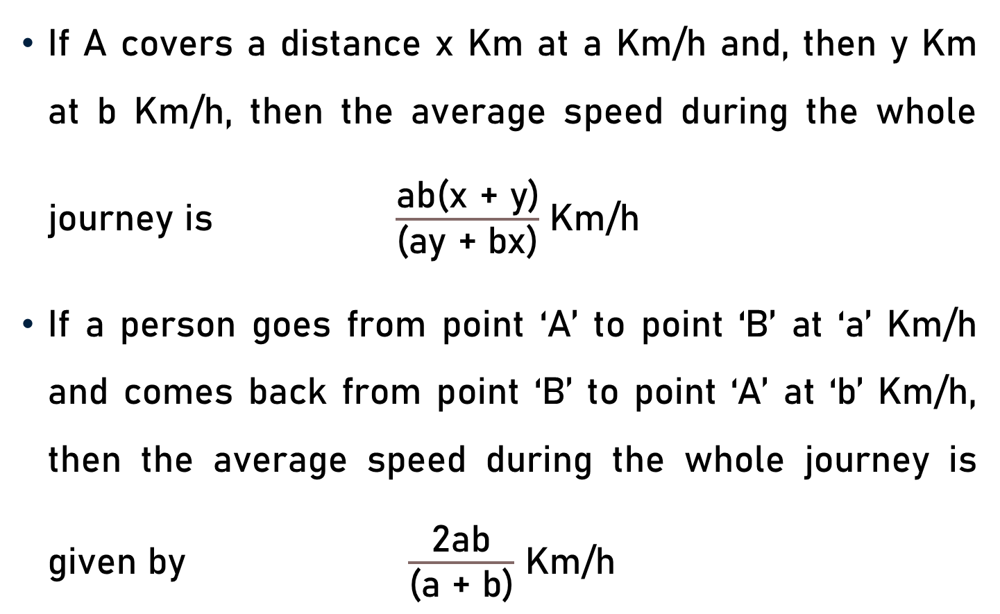 • If A covers a distance x Km at a Km/h and, then y Km
at b Km/h, then the average speed during the whole
journey is ab(x + y)/(ay + bx) Km/h
• If a person goes from point ‘A’ to point ‘B’ at ‘a’ Km/h
and comes back from point ‘B’ to point ‘A’ at ‘b’ Km/h,
then the average speed during the whole journey is
given by 2ab/(a + b) Km/h